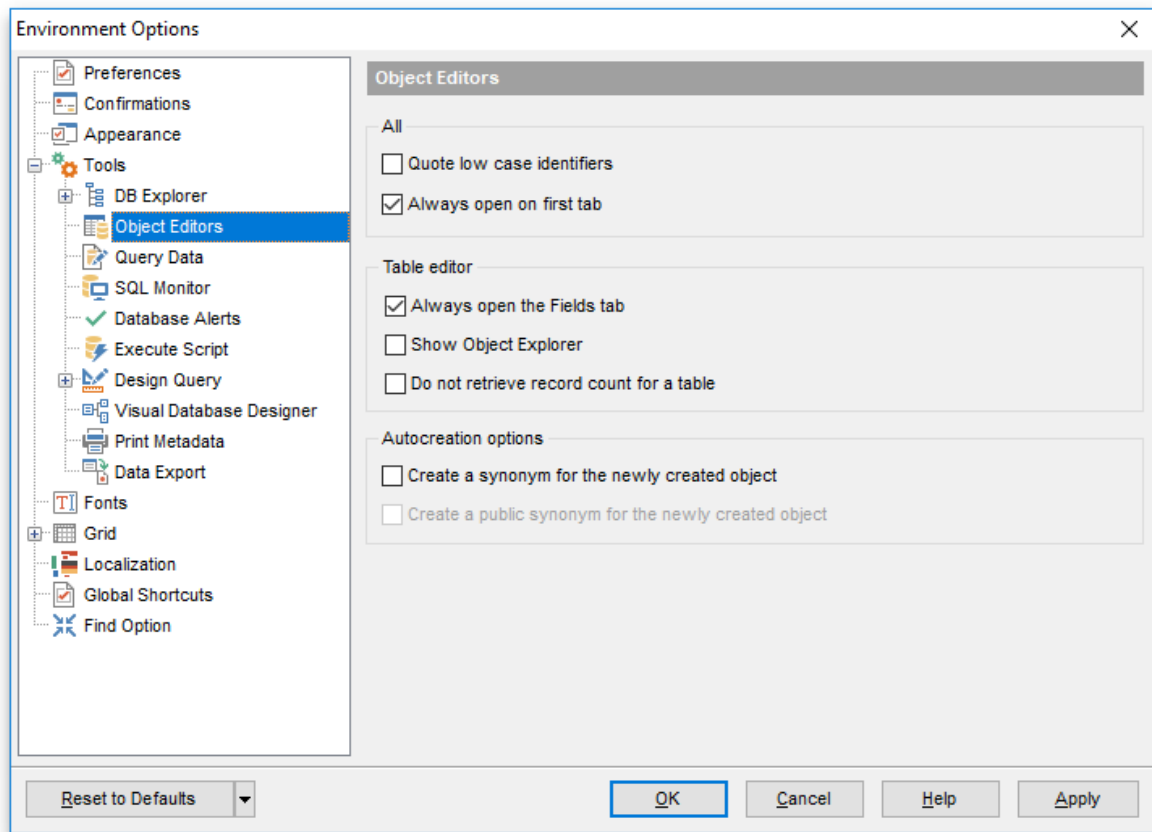 Environment Options
Preferences
Confirmations
Appearance
Tools
DB Explorer
Object Editors
Query Data
SQL Monitor
Database Alerts
Execute Script
Design Query
Visual Database Designer
Print Metadata
Data Export
Fonts
Grid
Localization
Global Shortcuts
Find Option
Object Editors
All
Quote low case identifiers
Always open on first tab
Table editor
Always open the Fields tab
Show Object Explorer
Do not retrieve record count for a table
Autocreation options
Create a synonym for the newly created object
Create a public synonym for the newly created object
Reset to Defaults
OK
Cancel
Help
Apply